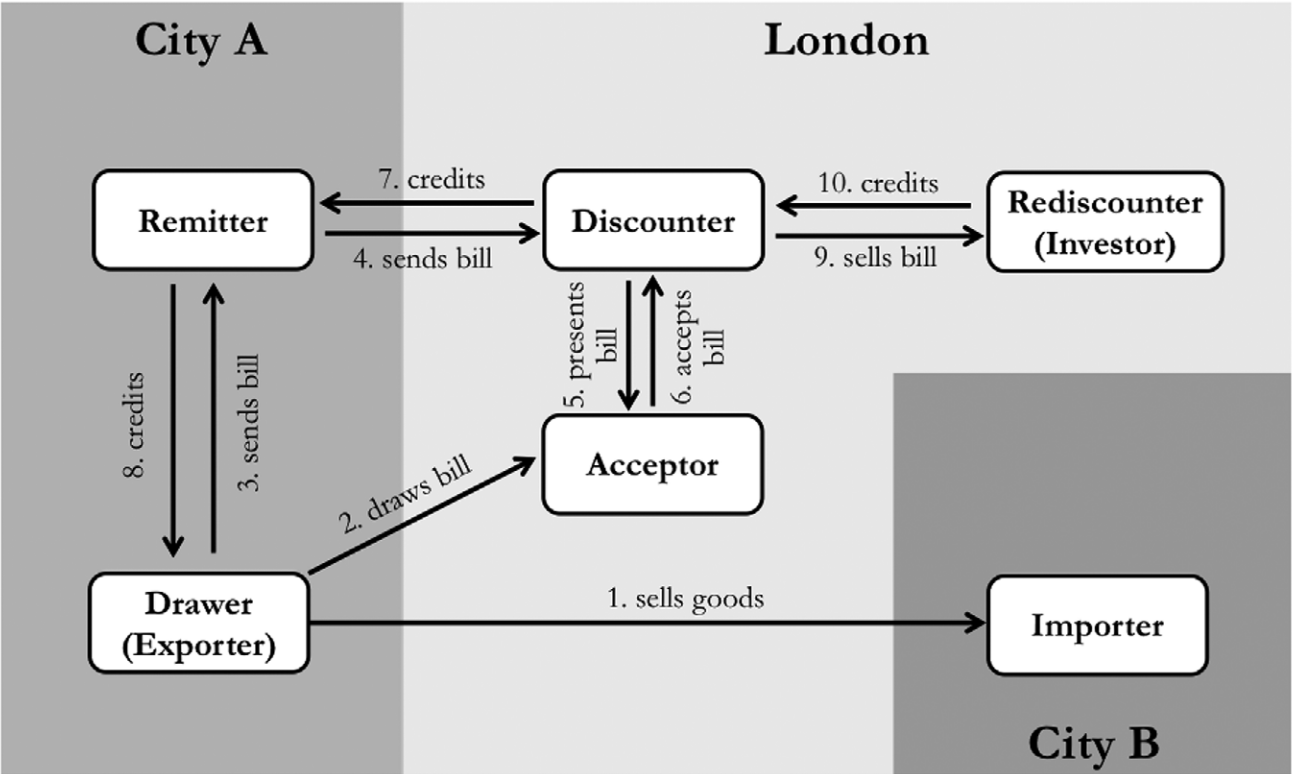 City A
London
7. credits
10. credits
Remitter
Discounter
Rediscounter
(Investor)
4. sends bill
9. sells bill
8. credits
3. sends bill
5. presents
bill
6. accepts
bill
2. draws bill
Acceptor
1. sells goods
Drawer
(Exporter)
Importer
City B